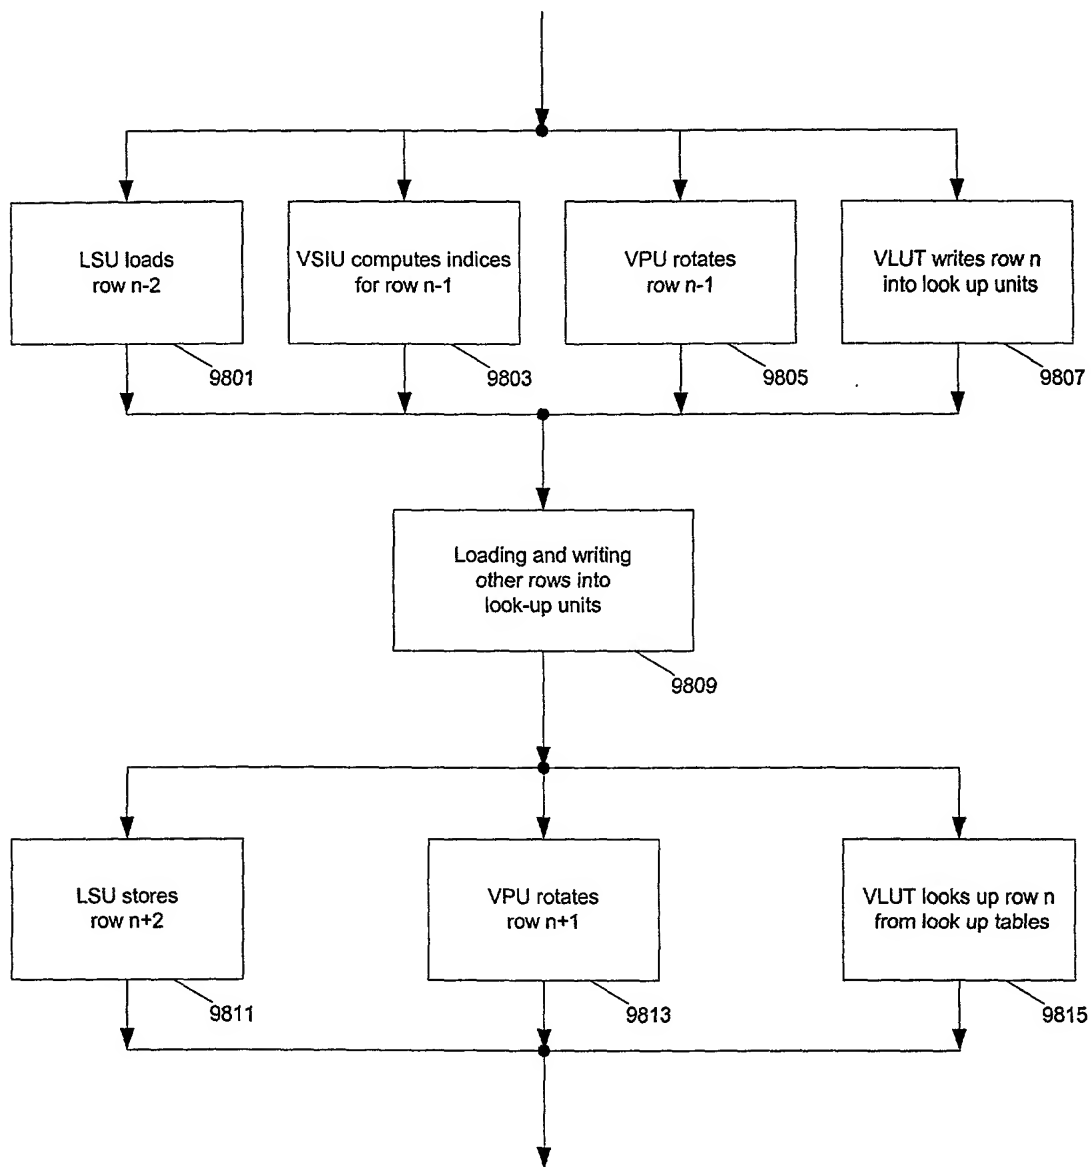 LSU loads
row n-2
VSIU computes indices
for row n-1
VPU rotates
row n-1
VLUT writes row n
into look up units
9801
9803
9805
9807
Loading and writing
other rows into
look-up units
9809
LSU stores
row n+2
VPU rotates
row n+1
VLUT looks up row n
from look up tables
9811
9813
9815